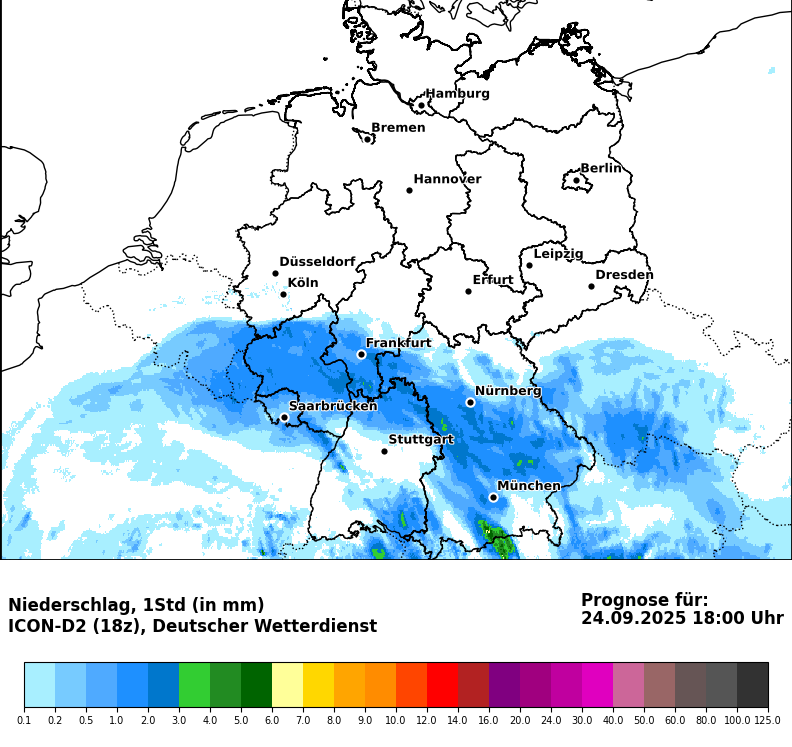 Hamburg
Bremen
Berlin
Hannover
Leipzig
Düsseldorf
Dresden
Köln
Erfurt
Frankfurt
Nürnberg
Saarbrücken
Stuttgart
München
Niederschlag, 1Std (in mm)
ICON-D2 (18z), Deutscher Wetterdienst
Prognose für:
24.09.2025 18:00 Uhr
0.1 0.2 0.5 1.0 2.0 3.0 4.0 5.0 6.0 7.0 8.0 9.0 10.0 12.0 14.0 16.0 20.0 24.0 30.0 40.0 50.0 60.0 80.0 100.0 125.0